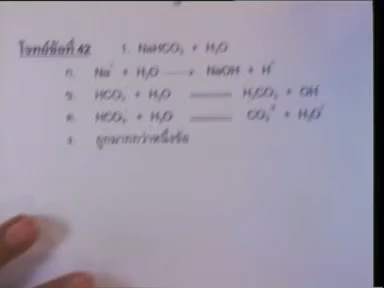 โจทย์ข้อที่ 42 1. NaHCO₃ + H₂O
ก. Na⁺ + H₂O → NaOH + H⁺
ข. HCO₃⁻ + H₂O ⇌ H₂CO₃ + OH⁻
ค. HCO₃⁻ + H₂O ⇌ CO₃²⁻ + H₃O⁺
ง. ถูกมากกว่าหนึ่งข้อ